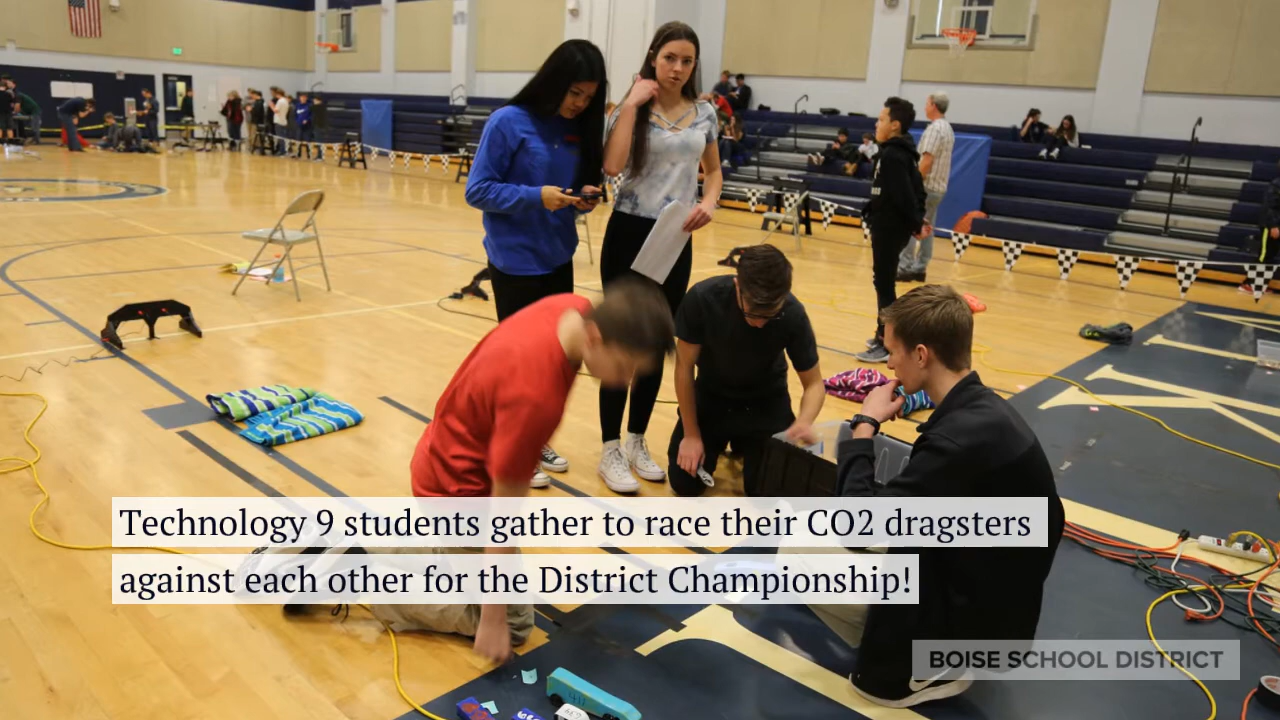 Technology 9 students gather to race their CO2 dragsters
against each other for the District Championship!
BOISE SCHOOL DISTRICT